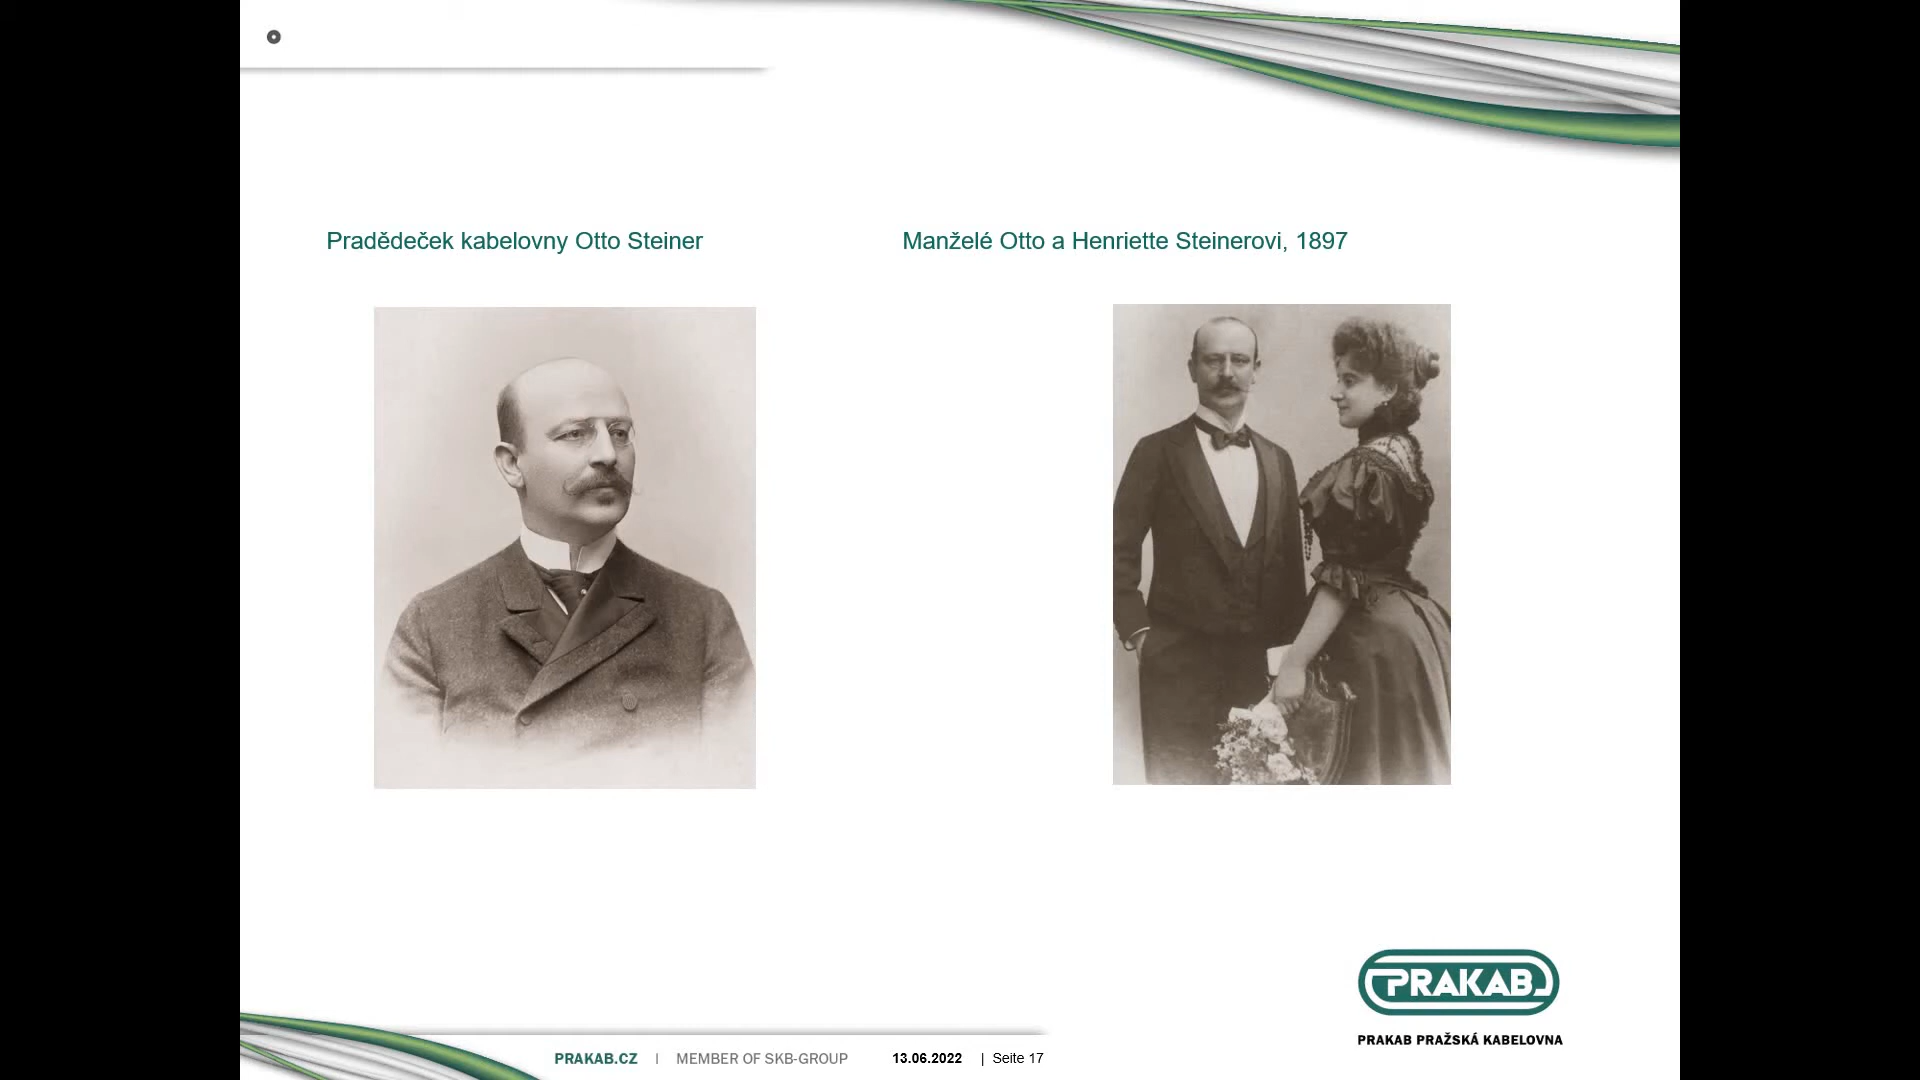 Pradědeček kabelovny Otto Steiner
Manželé Otto a Henriette Steinerovi, 1897
PRAKAB
PRAKAB PRAŽSKÁ KABELOVNA
PRAKAB.CZ | MEMBER OF SKB-GROUP 13.06.2022 | Seite 17